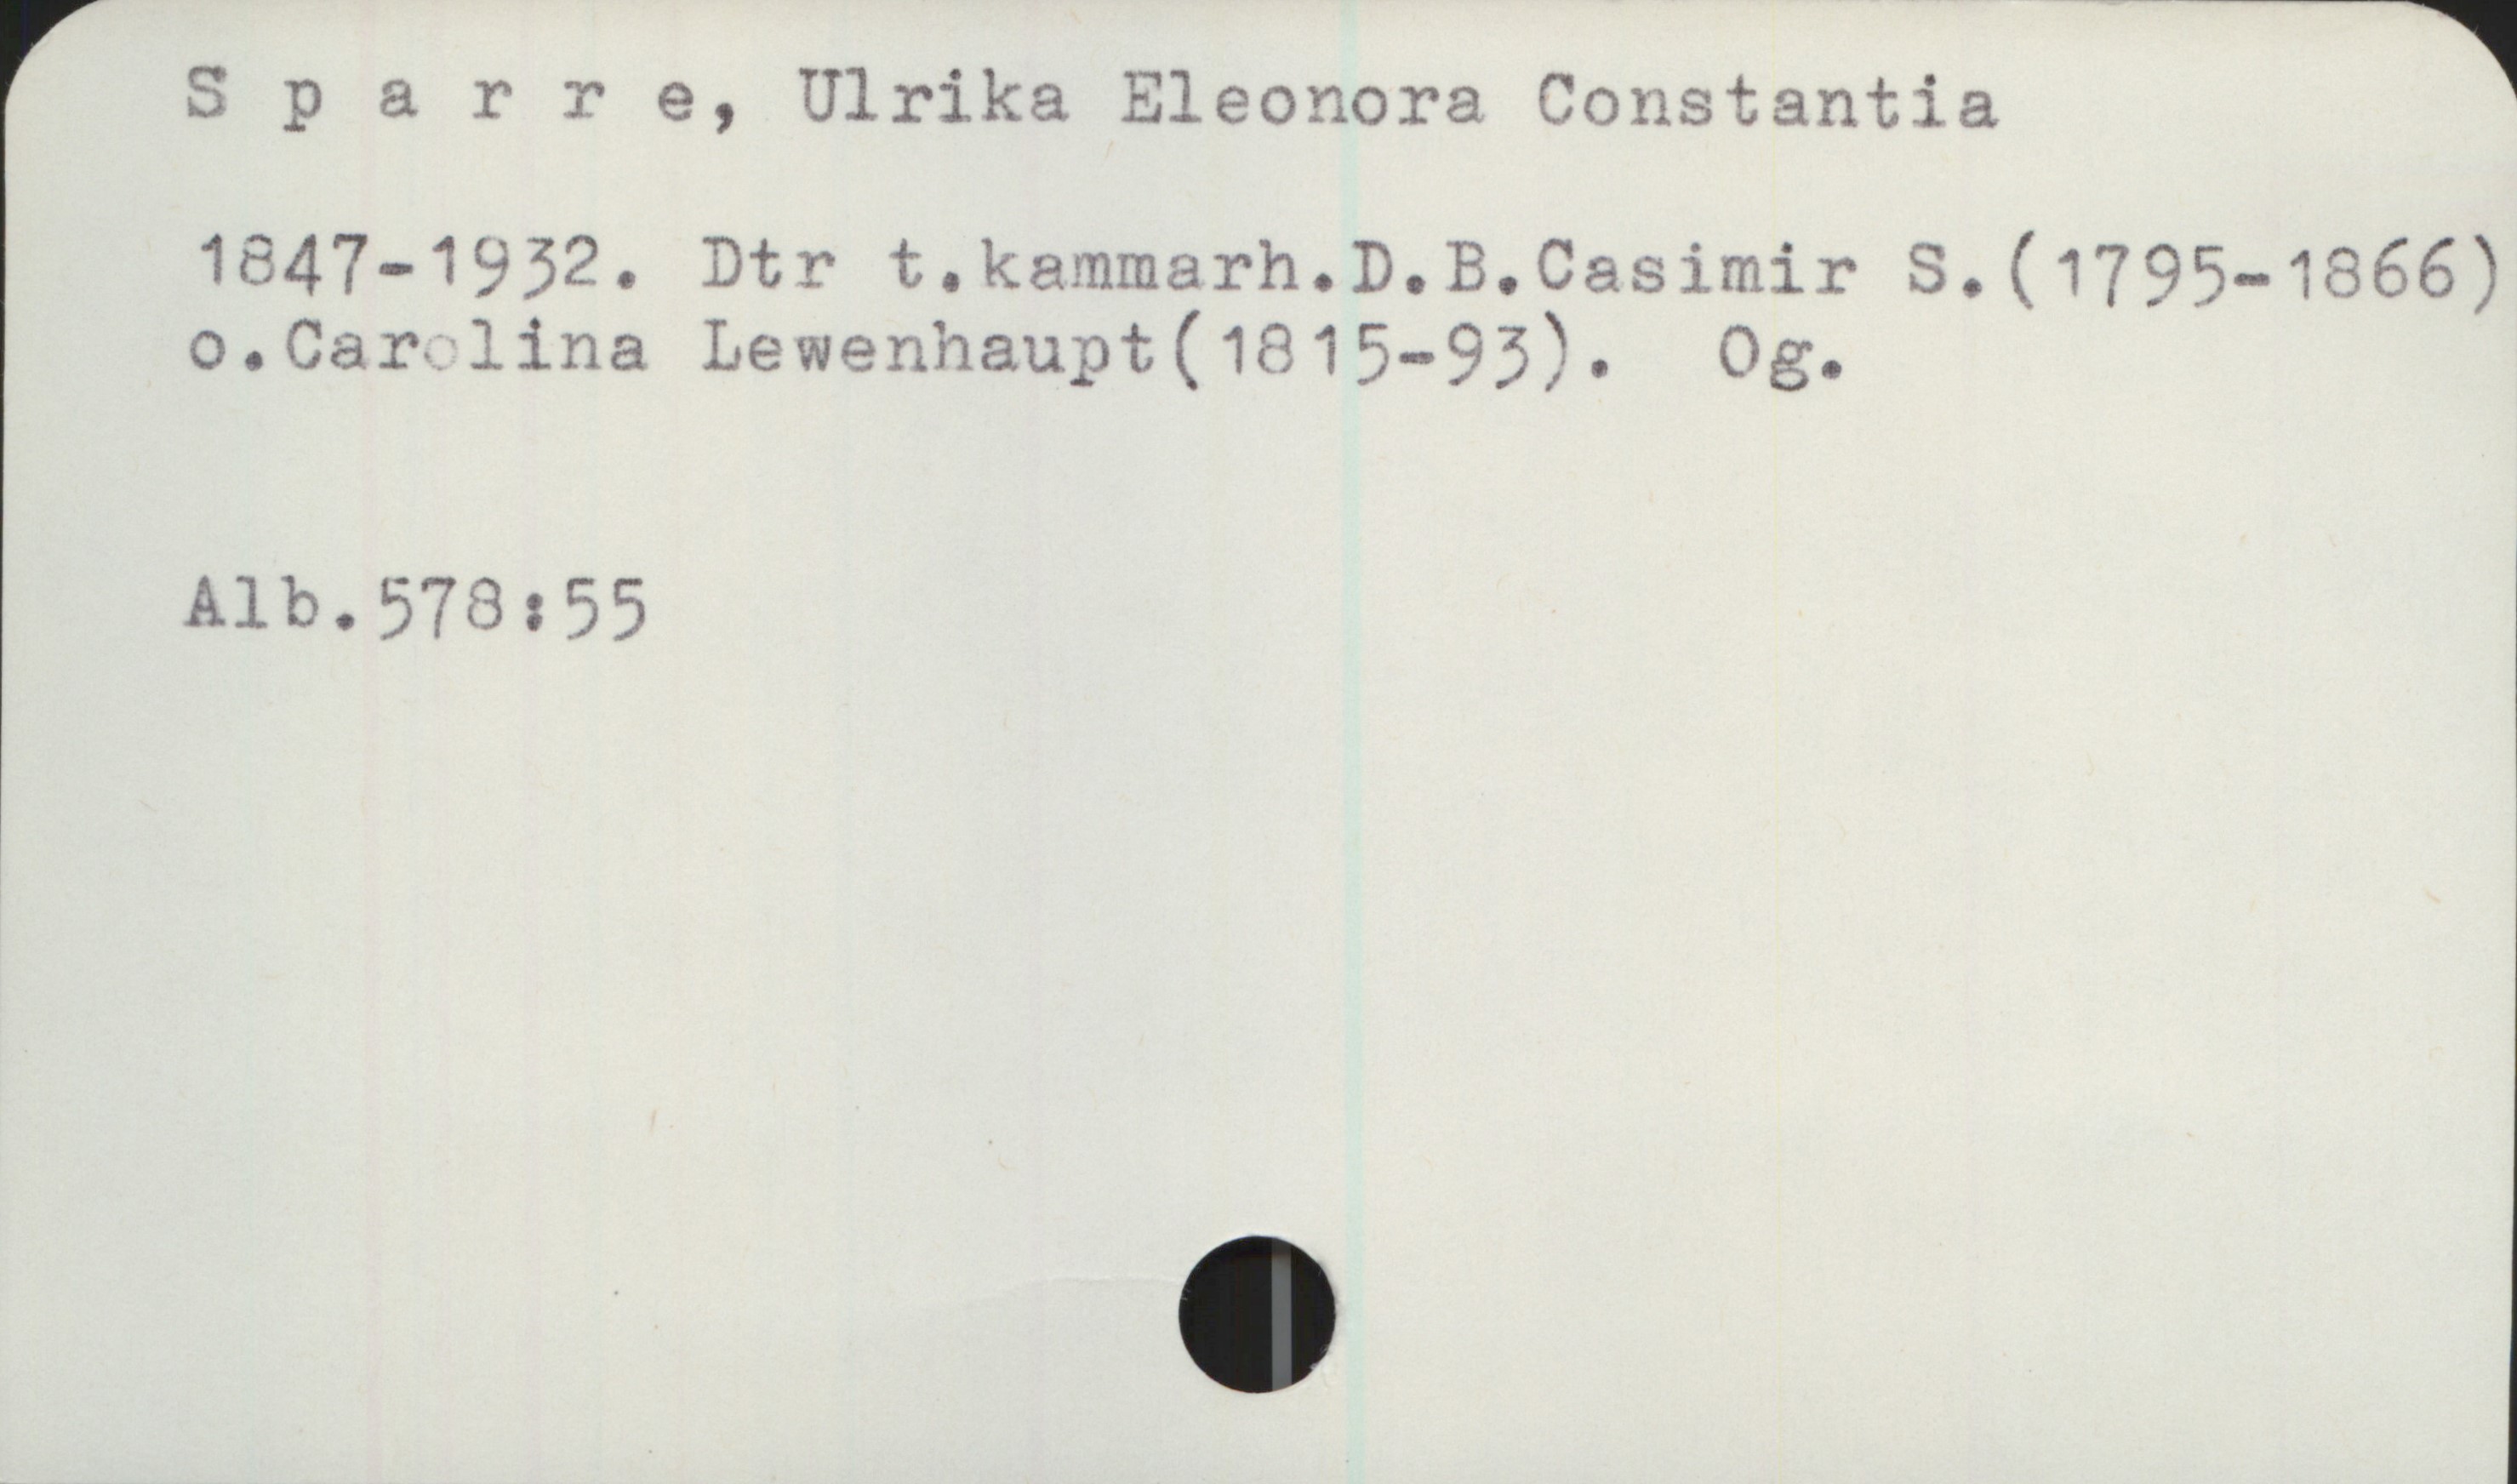 S p a r r e, Ulrika Eleonora Constantia
1847-1932. Dtr t.kammarh.D.B.Casimir S.(1795-1866)
o.Carolina Lewenhaupt(1815-93). Og.
Alb.578:55